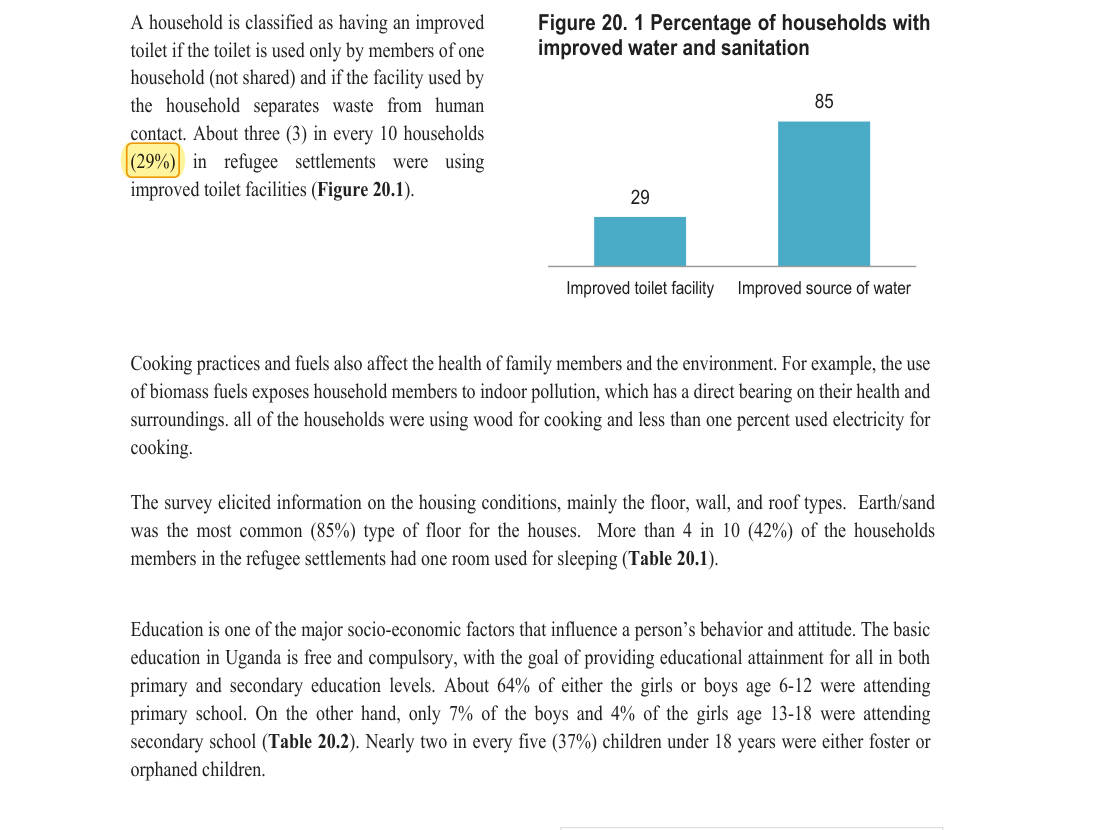 A household is classified as having an improved
toilet if the toilet is used only by members of one
household (not shared) and if the facility used by
the household separates waste from human
contact. About three (3) in every 10 households
(29%) in refugee settlements were using
improved toilet facilities (Figure 20.1).
Figure 20. 1 Percentage of households with
improved water and sanitation
85
29
Improved toilet facility Improved source of water
Cooking practices and fuels also affect the health of family members and the environment. For example, the use
of biomass fuels exposes household members to indoor pollution, which has a direct bearing on their health and
surroundings. all of the households were using wood for cooking and less than one percent used electricity for
cooking.
The survey elicited information on the housing conditions, mainly the floor, wall, and roof types. Earth/sand
was the most common (85%) type of floor for the houses. More than 4 in 10 (42%) of the households
members in the refugee settlements had one room used for sleeping (Table 20.1).
Education is one of the major socio-economic factors that influence a person’s behavior and attitude. The basic
education in Uganda is free and compulsory, with the goal of providing educational attainment for all in both
primary and secondary education levels. About 64% of either the girls or boys age 6-12 were attending
primary school. On the other hand, only 7% of the boys and 4% of the girls age 13-18 were attending
secondary school (Table 20.2). Nearly two in every five (37%) children under 18 years were either foster or
orphaned children.